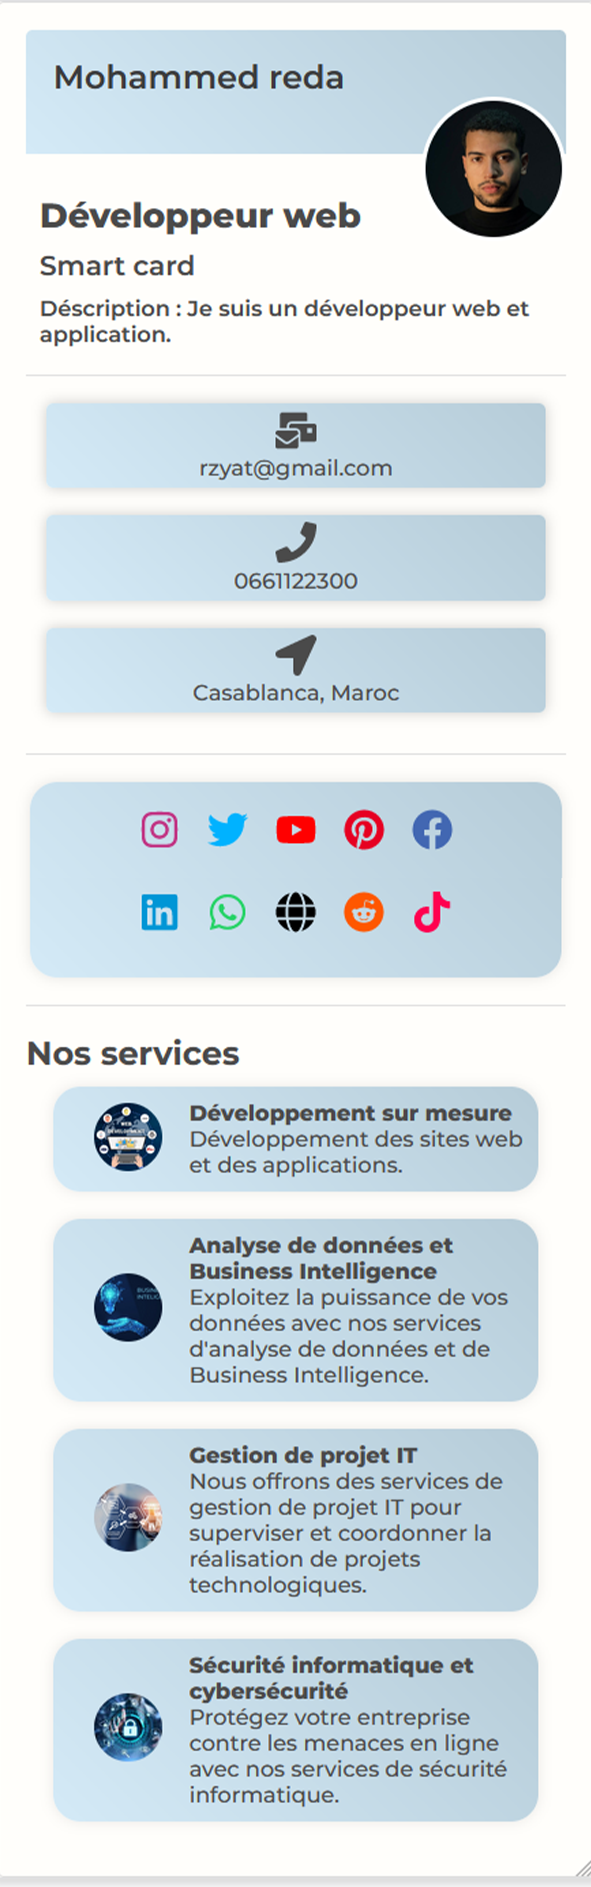 Mohammed reda
Développeur web
Smart card
Déscription : Je suis un développeur web et
application.
rzyat@gmail.com
0661122300
Casablanca, Maroc
Nos services
Développement sur mesure
Développement des sites web
et des applications.
Analyse de données et
Business Intelligence
Exploitez la puissance de vos
données avec nos services
d'analyse de données et de
Business Intelligence.
Gestion de projet IT
Nous offrons des services de
gestion de projet IT pour
superviser et coordonner la
réalisation de projets
technologiques.
Sécurité informatique et
cybersécurité
Protégez votre entreprise
contre les menaces en ligne
avec nos services de sécurité
informatique.